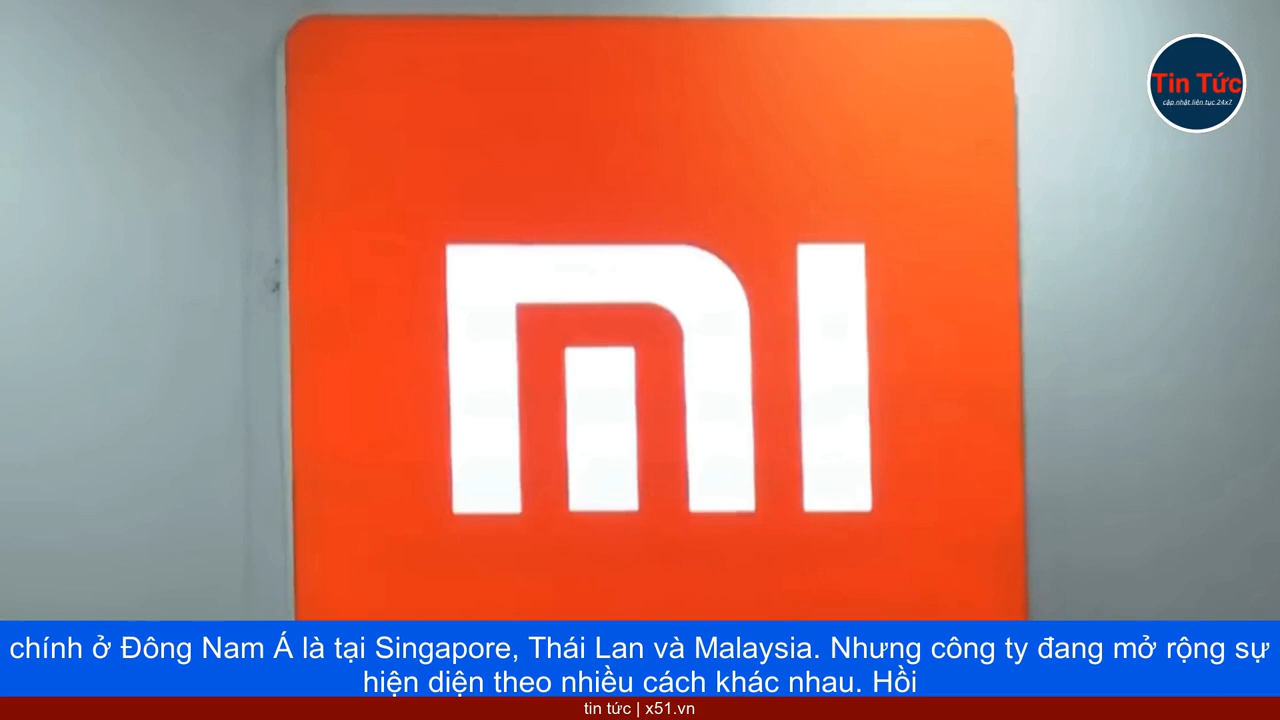 mi
Tin Tức
cập nhật liên tục 24x7
chính ở Đông Nam Á là tại Singapore, Thái Lan và Malaysia. Nhưng công ty đang mở rộng sự
hiện diện theo nhiều cách khác nhau. Hồi
tin tức | x51.vn